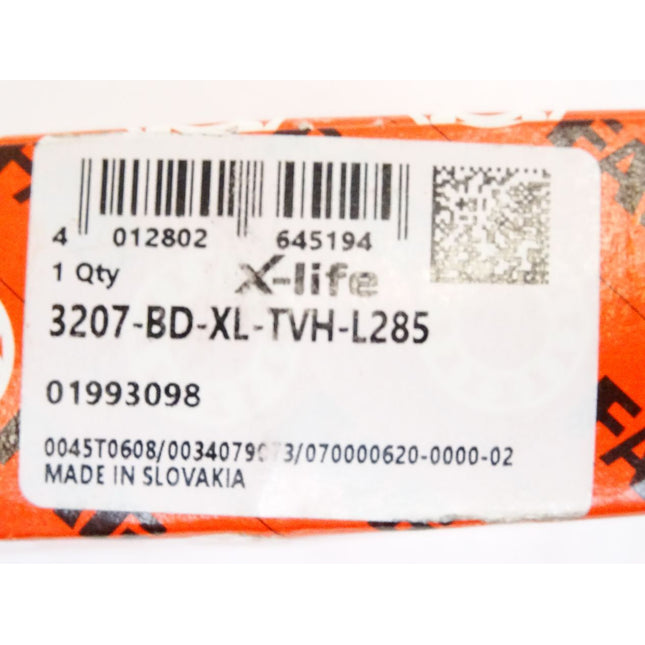 4 012802 645194
1 Qty
X-life
3207-BD-XL-TVH-L285
01993098
MADE IN SLOVAKIA